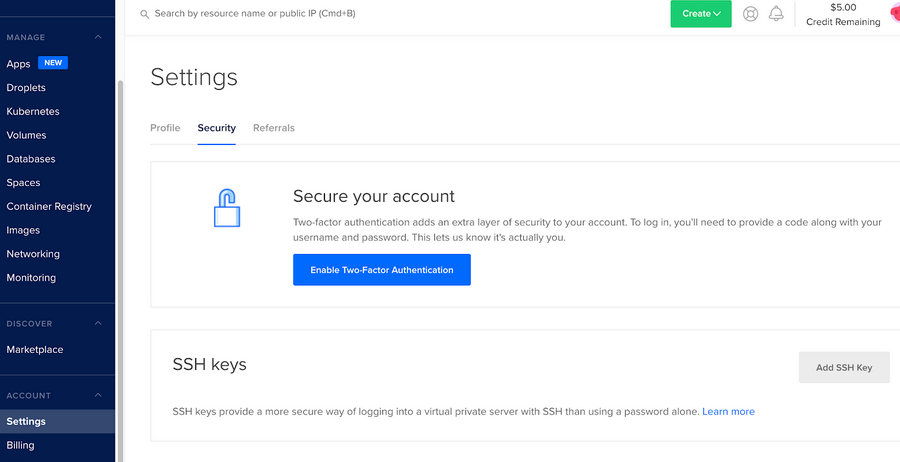 Search by resource name or public IP (Cmd+B)
Create
$5.00
Credit Remaining
MANAGE
Apps NEW
Droplets
Kubernetes
Volumes
Databases
Spaces
Container Registry
Images
Networking
Monitoring
DISCOVER
Marketplace
ACCOUNT
Settings
Billing
Settings
Profile Security Referrals
Secure your account
Two-factor authentication adds an extra layer of security to your account. To log in, you'll need to provide a code along with your
username and password. This lets us know it's actually you.
Enable Two-Factor Authentication
SSH keys
Add SSH Key
SSH keys provide a more secure way of logging into a virtual private server with SSH than using a password alone. Learn more